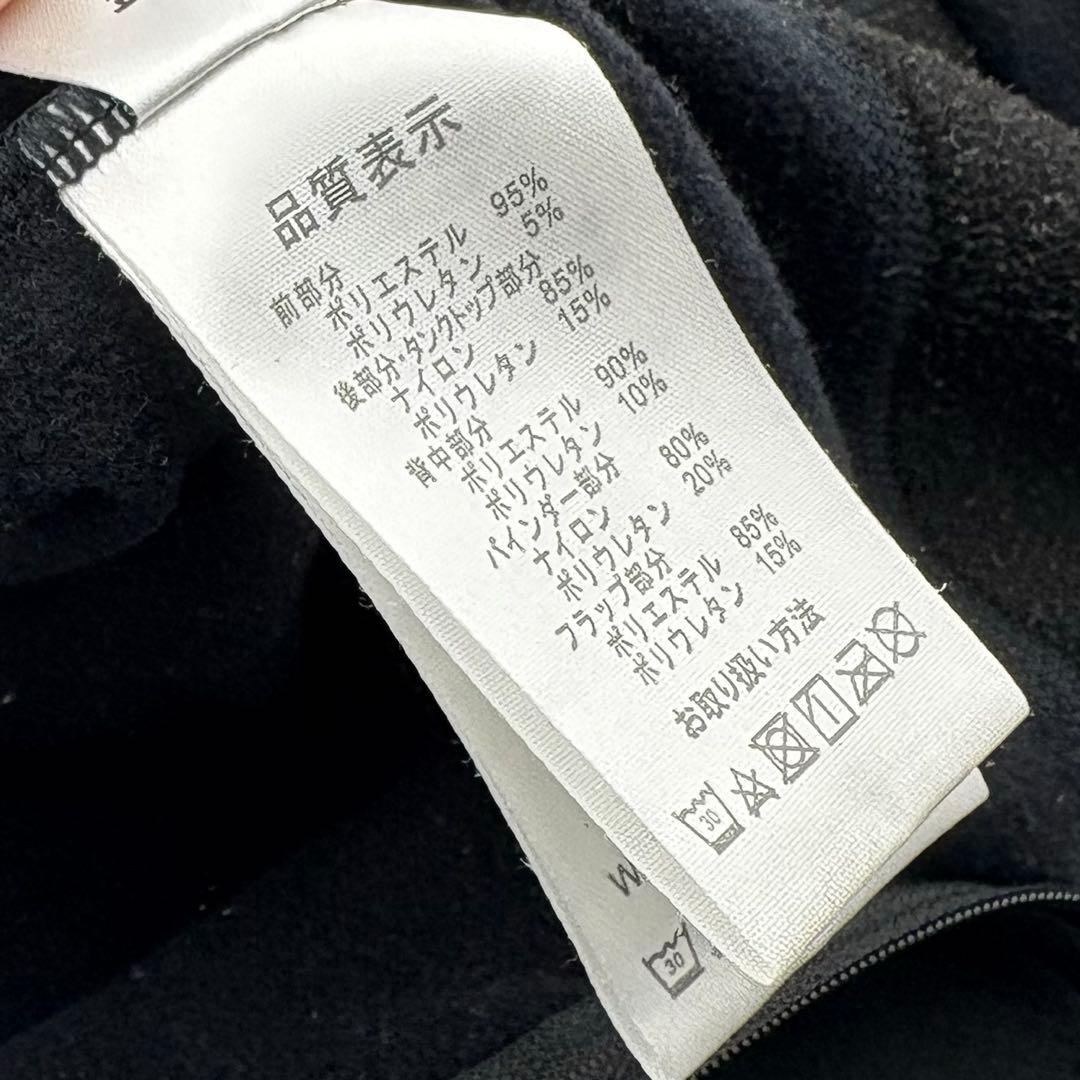 品質表示
前部分
ポリエステル 95%
ポリウレタン 5%
後部分・タンクトップ部分
ナイロン 85%
ポリウレタン 15%
背中部分
ポリエステル 90%
ポリウレタン 10%
パインダー部分
ナイロン 80%
ポリウレタン 20%
フラップ部分
ポリエステル 85%
ポリウレタン 15%
お取り扱い方法
30
W
30